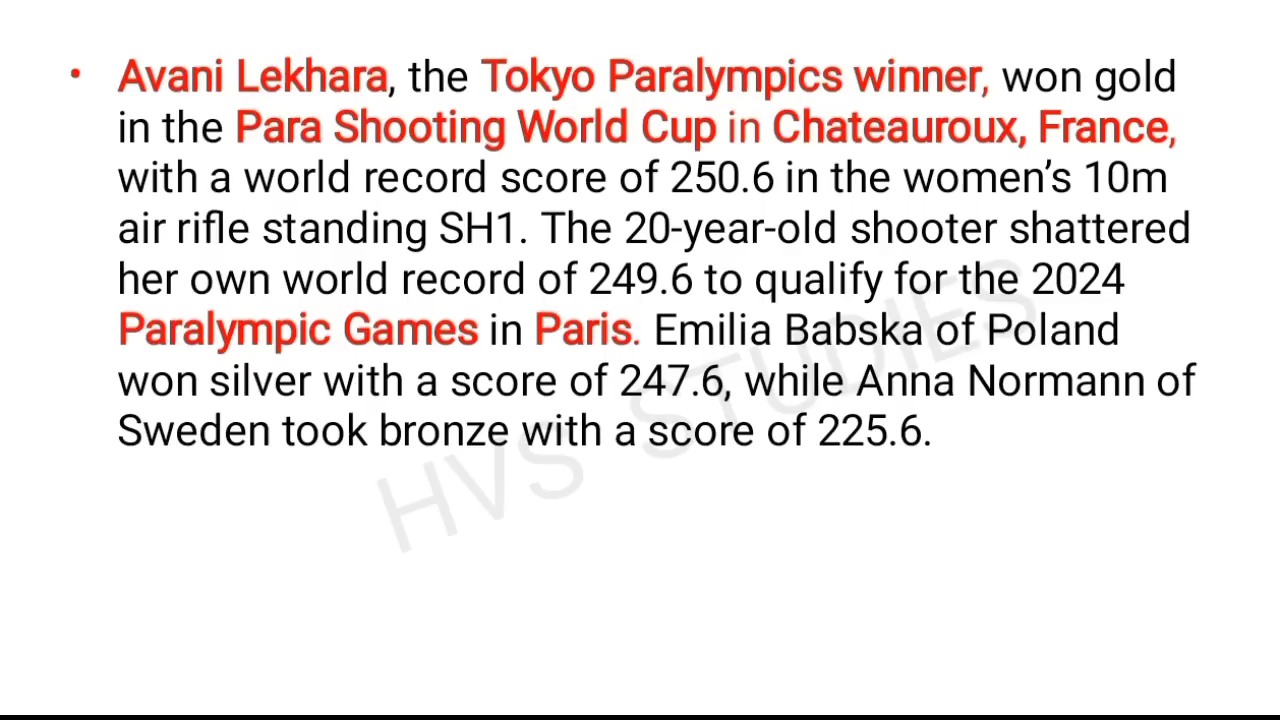 • Avani Lekhara, the Tokyo Paralympics winner, won gold
in the Para Shooting World Cup in Chateauroux, France,
with a world record score of 250.6 in the women’s 10m
air rifle standing SH1. The 20-year-old shooter shattered
her own world record of 249.6 to qualify for the 2024
Paralympic Games in Paris. Emilia Babska of Poland
won silver with a score of 247.6, while Anna Normann of
Sweden took bronze with a score of 225.6.
HVS STUDIES